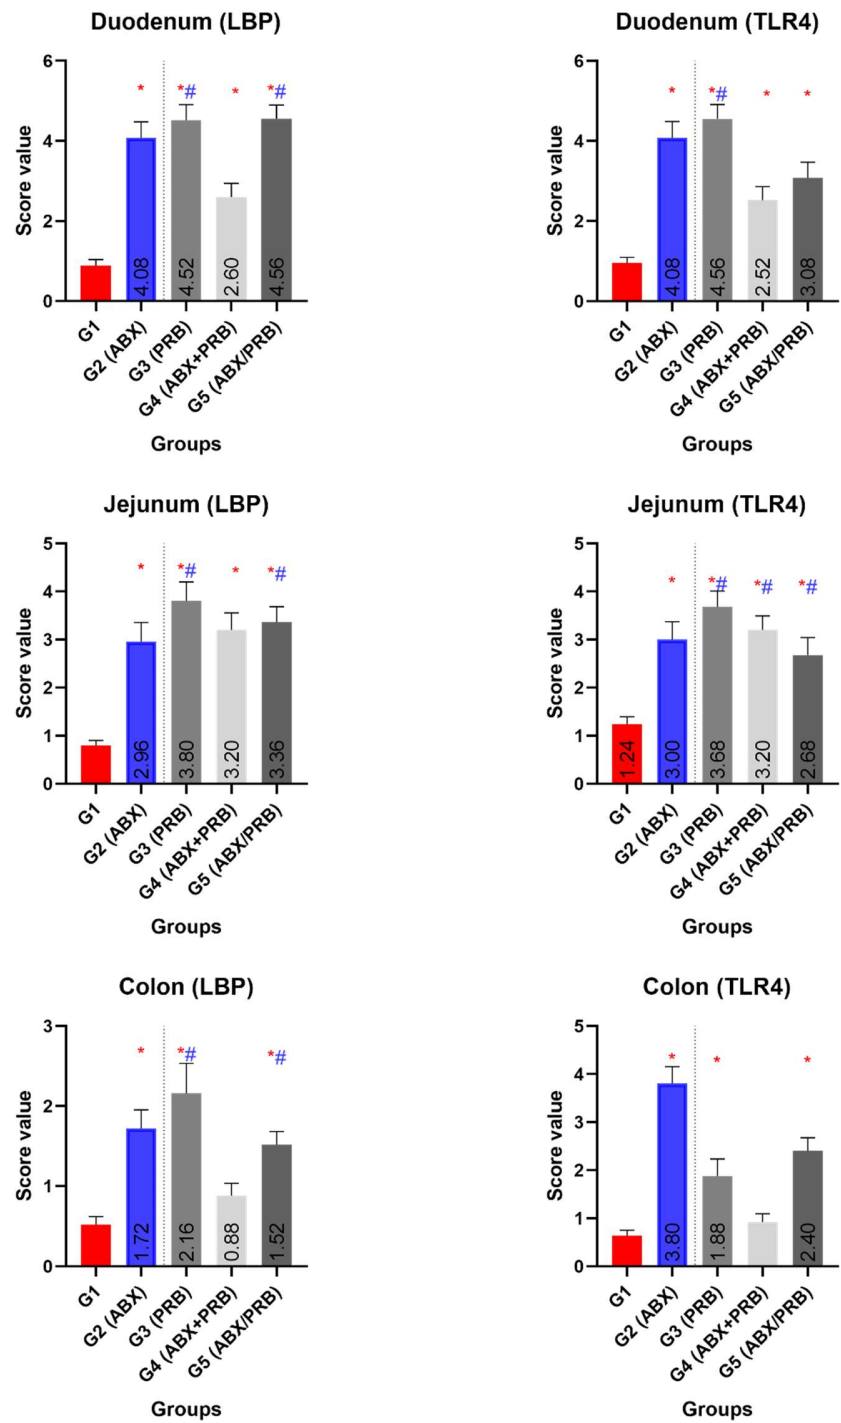 Duodenum (LBP)
Score value
6
4
2
0
* *# * *#
4.08 4.52 2.60 4.56
G1 G2 (ABX) G3 (PRB) G4 (ABX+PRB) G5 (ABX/PRB)
Groups
Duodenum (TLR4)
Score value
6
4
2
0
* *# * *
4.08 4.56 2.52 3.08
G1 G2 (ABX) G3 (PRB) G4 (ABX+PRB) G5 (ABX/PRB)
Groups
Jejunum (LBP)
Score value
5
4
3
2
1
0
* *# * *#
2.96 3.80 3.20 3.36
G1 G2 (ABX) G3 (PRB) G4 (ABX+PRB) G5 (ABX/PRB)
Groups
Jejunum (TLR4)
Score value
5
4
3
2
1
0
* *# *# *#
1.24 3.00 3.68 3.20 2.68
G1 G2 (ABX) G3 (PRB) G4 (ABX+PRB) G5 (ABX/PRB)
Groups
Colon (LBP)
Score value
3
2
1
0
* *# *#
1.72 2.16 0.88 1.52
G1 G2 (ABX) G3 (PRB) G4 (ABX+PRB) G5 (ABX/PRB)
Groups
Colon (TLR4)
Score value
5
4
3
2
1
0
* * *
3.80 1.88 2.40
G1 G2 (ABX) G3 (PRB) G4 (ABX+PRB) G5 (ABX/PRB)
Groups